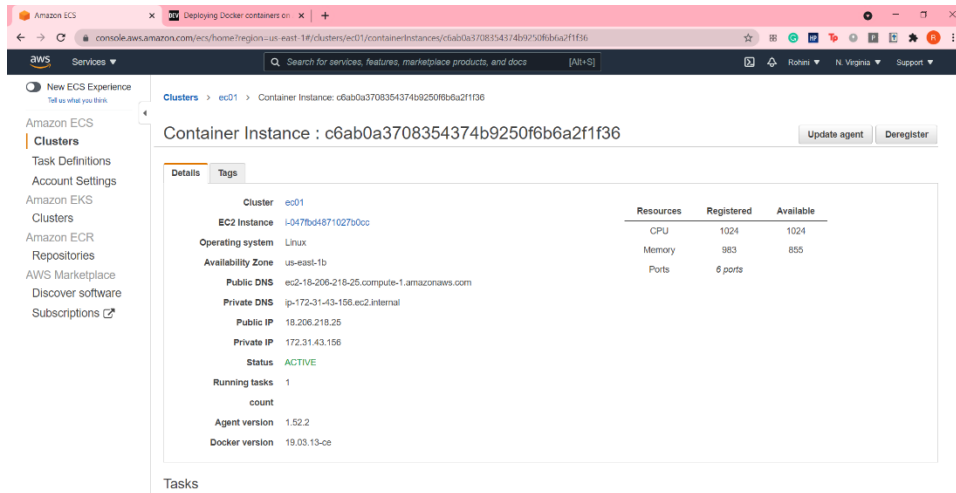 Amazon ECS
DEV Deploying Docker containers on
console.aws.amazon.com/ecs/home?region=us-east-1#/clusters/ec01/containerInstances/c6ab0a3708354374b9250f6b6a2f1f36
aws Services Search for services, features, marketplace products, and docs [Alt+S] Rohini N. Virginia Support
New ECS Experience
Tell us what you think
Amazon ECS
Clusters
Task Definitions
Account Settings
Amazon EKS
Clusters
Amazon ECR
Repositories
AWS Marketplace
Discover software
Subscriptions
Clusters > ec01 > Container Instance: c6ab0a3708354374b9250f6b6a2f1f36
Container Instance : c6ab0a3708354374b9250f6b6a2f1f36
Update agent Deregister
Details Tags
Cluster ec01
EC2 Instance i-047fbd4871027b0cc
Operating system Linux
Availability Zone us-east-1b
Public DNS ec2-18-206-218-25.compute-1.amazonaws.com
Private DNS ip-172-31-43-156.ec2.internal
Public IP 18.206.218.25
Private IP 172.31.43.156
Status ACTIVE
Running tasks 1
count
Agent version 1.52.2
Docker version 19.03.13-ce
Resources Registered Available
CPU 1024 1024
Memory 983 855
Ports 6 ports
Tasks